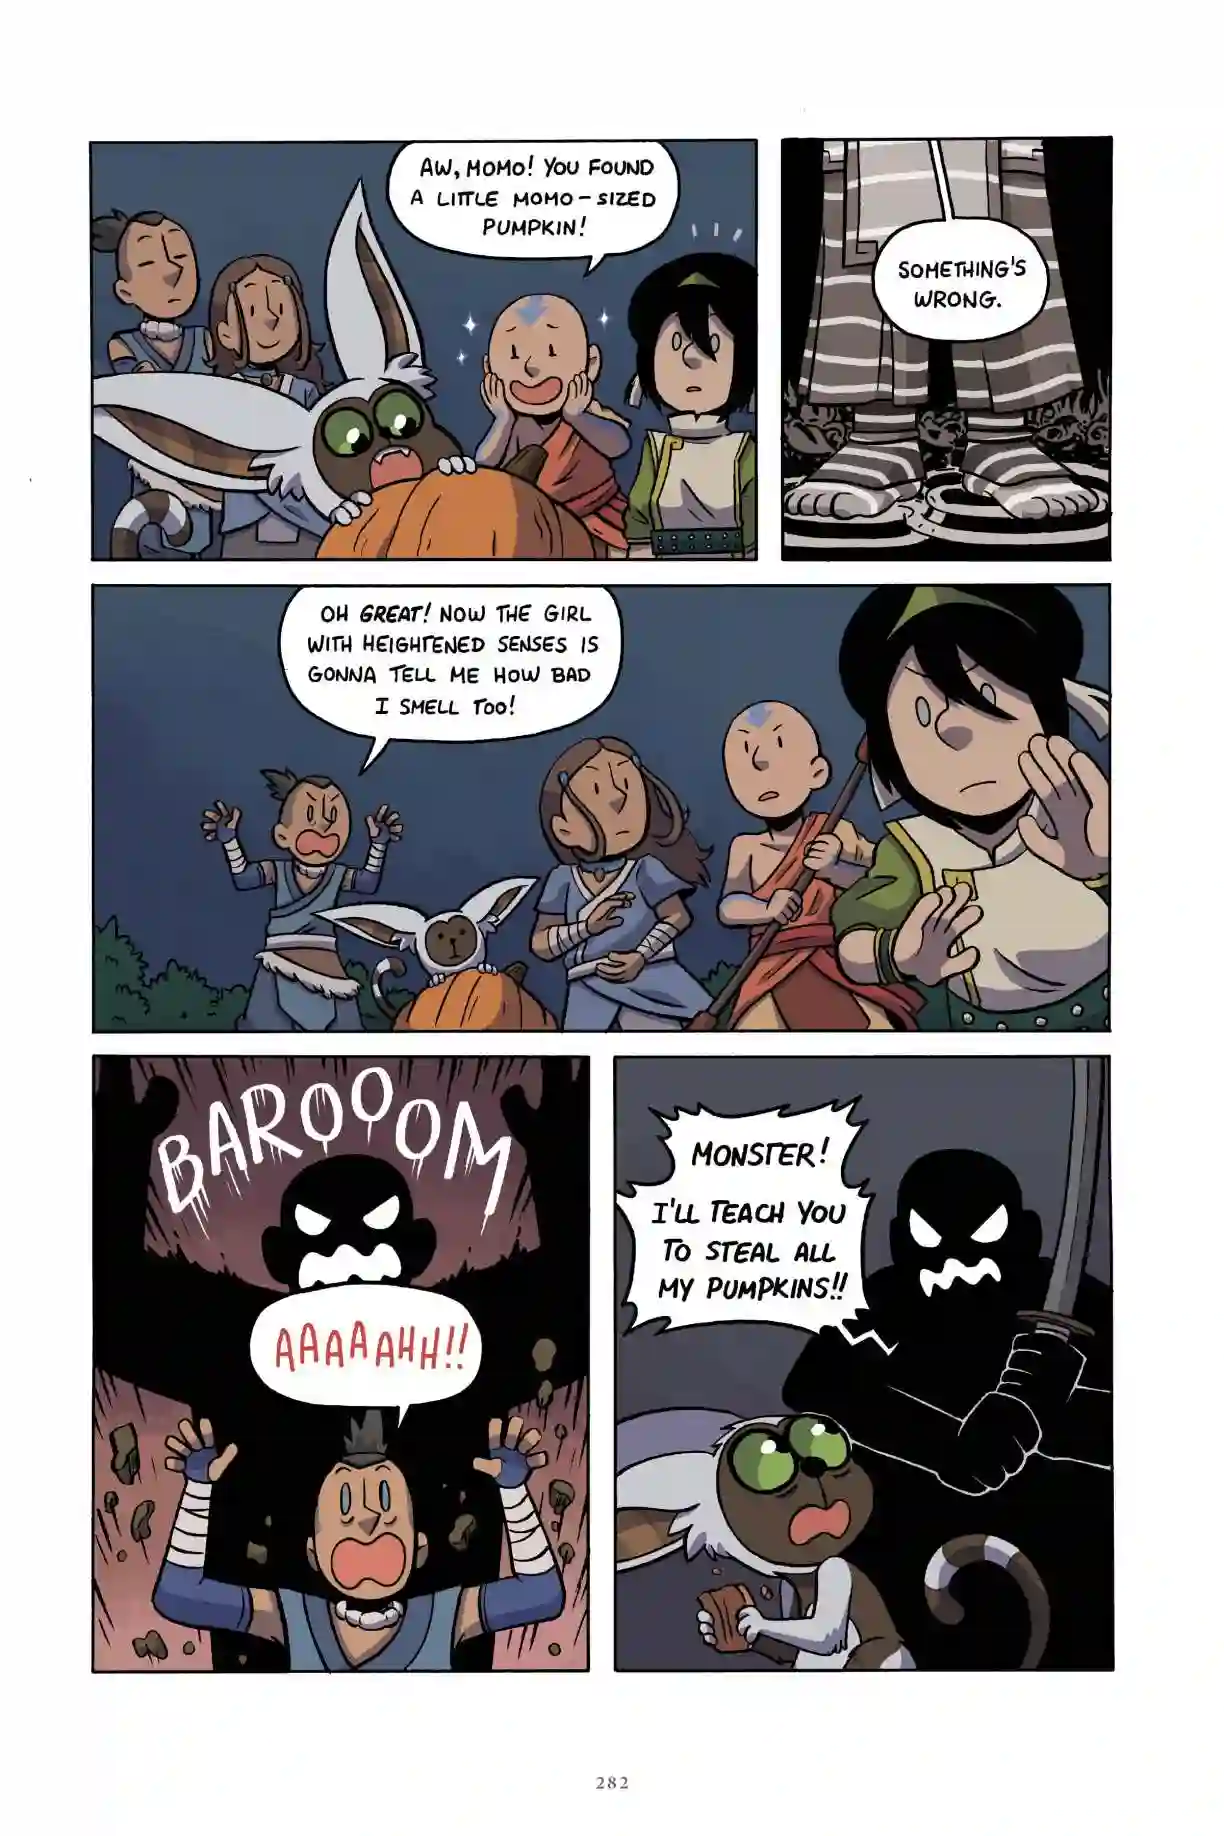 AW, MOMO! YOU FOUND
A LITTLE MOMO-SIZED
PUMPKIN!
SOMETHING'S
WRONG.
OH GREAT! NOW THE GIRL
WITH HEIGHTENED SENSES IS
GONNA TELL ME HOW BAD
I SMELL TOO!
BAROOOM
AAAAAHH!!
MONSTER!
I'LL TEACH YOU
TO STEAL ALL
MY PUMPKINS!!
282